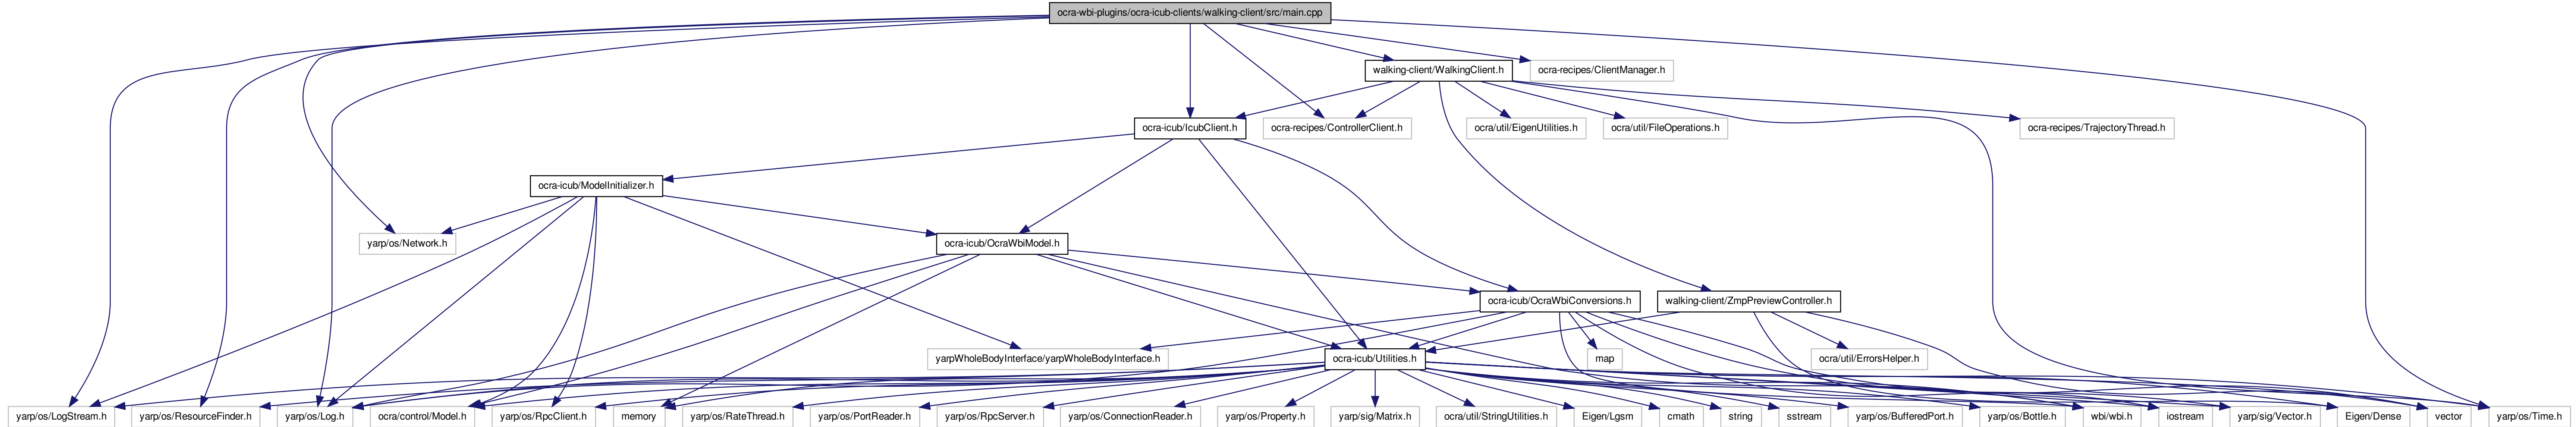 ocra-wbi-plugins/ocra-icub-clients/walking-client/src/main.cpp
walking-client/WalkingClient.h
ocra-recipes/ClientManager.h
ocra-icub/IcubClient.h
ocra-recipes/ControllerClient.h
ocra/util/EigenUtilities.h
ocra/util/FileOperations.h
ocra-recipes/TrajectoryThread.h
ocra-icub/ModelInitializer.h
yarp/os/Network.h
ocra-icub/OcraWbiModel.h
ocra-icub/OcraWbiConversions.h
walking-client/ZmpPreviewController.h
yarpWholeBodyInterface/yarpWholeBodyInterface.h
ocra-icub/Utilities.h
map
ocra/util/ErrorsHelper.h
yarp/os/LogStream.h
yarp/os/ResourceFinder.h
yarp/os/Log.h
ocra/control/Model.h
yarp/os/RpcClient.h
memory
yarp/os/RateThread.h
yarp/os/PortReader.h
yarp/os/RpcServer.h
yarp/os/ConnectionReader.h
yarp/os/Property.h
yarp/sig/Matrix.h
ocra/util/StringUtilities.h
Eigen/Lgsm
cmath
string
sstream
yarp/os/BufferedPort.h
yarp/os/Bottle.h
wbi/wbi.h
iostream
yarp/sig/Vector.h
Eigen/Dense
vector
yarp/os/Time.h